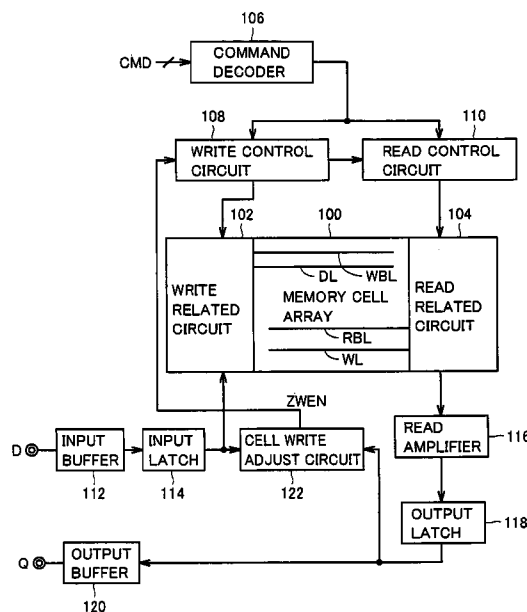 106
CMD
COMMAND
DECODER
108
110
WRITE CONTROL
CIRCUIT
READ CONTROL
CIRCUIT
102
100
104
WBL
DL
WRITE
RELATED
CIRCUIT
MEMORY CELL
ARRAY
READ
RELATED
CIRCUIT
RBL
WL
ZWEN
D
INPUT
BUFFER
INPUT
LATCH
CELL WRITE
ADJUST CIRCUIT
READ
AMPLIFIER
116
112
114
122
OUTPUT
LATCH
118
Q
OUTPUT
BUFFER
120